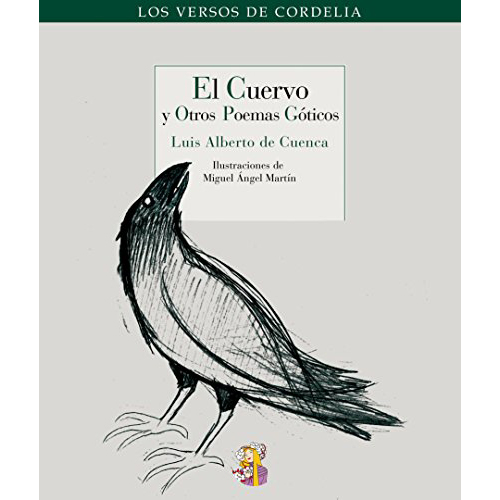 LOS VERSOS DE CORDELIA
El Cuervo
y Otros Poemas Góticos
Luis Alberto de Cuenca
Ilustraciones de
Miguel Ángel Martín